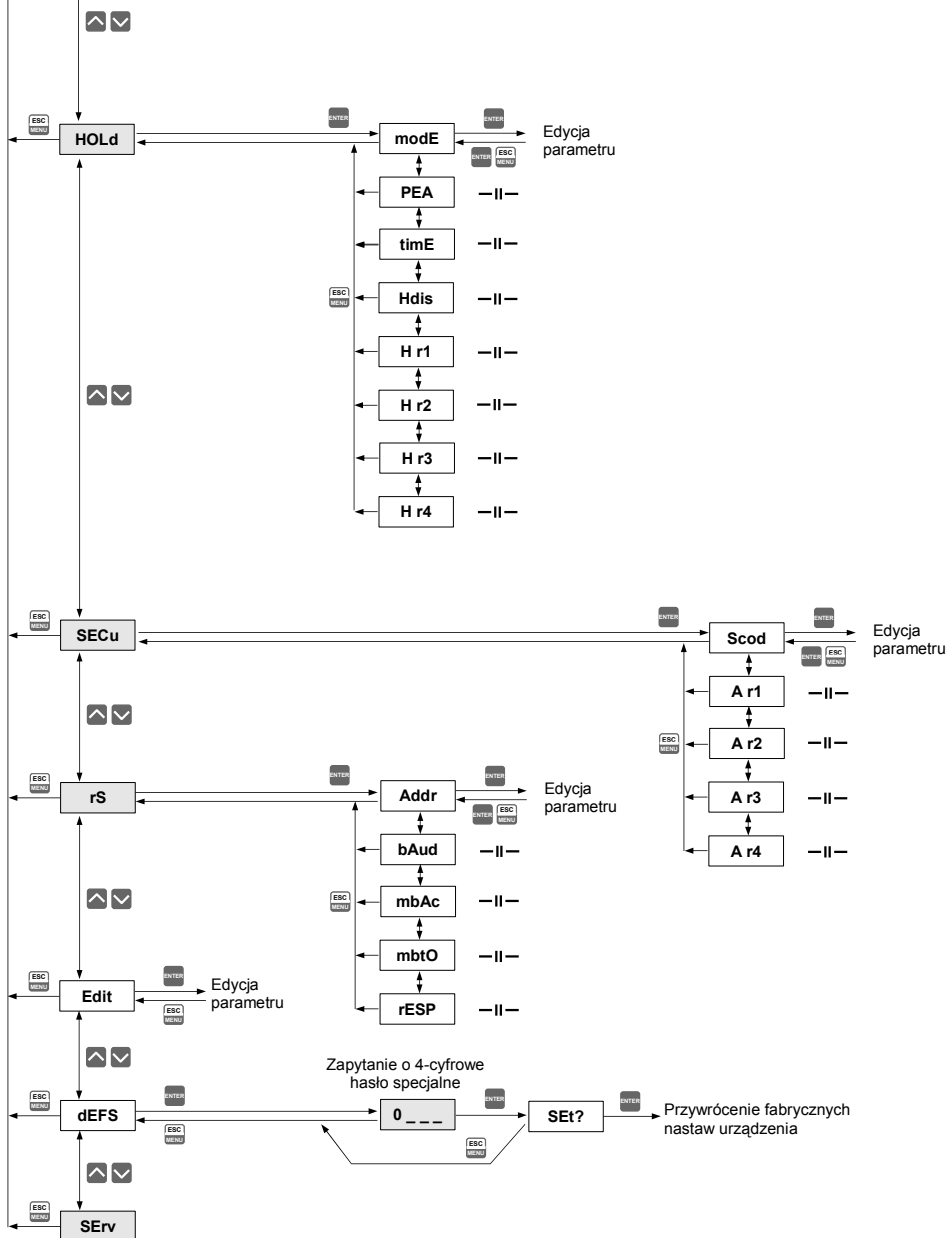 ESC
MENU
HOLd
ENTER
modE
ENTER
ENTER
ESC
MENU
Edycja
parametru
PEA
—II—
timE
—II—
ESC
MENU
Hdis
—II—
H r1
—II—
H r2
—II—
H r3
—II—
H r4
—II—
ESC
MENU
SECu
ENTER
Scod
ENTER
ENTER
ESC
MENU
Edycja
parametru
A r1
—II—
ESC
MENU
A r2
—II—
A r3
—II—
A r4
—II—
ESC
MENU
rS
ENTER
Addr
ENTER
ENTER
ESC
MENU
Edycja
parametru
bAud
—II—
ESC
MENU
mbAc
—II—
mbtO
—II—
rESP
—II—
ESC
MENU
Edit
ENTER
ESC
MENU
Edycja
parametru
Zapytanie o 4-cyfrowe
hasło specjalne
ESC
MENU
dEFS
ENTER
ESC
MENU
0 _ _ _
ENTER
ESC
MENU
SEt?
ENTER
Przywrócenie fabrycznych
nastaw urządzenia
ESC
MENU
SErv